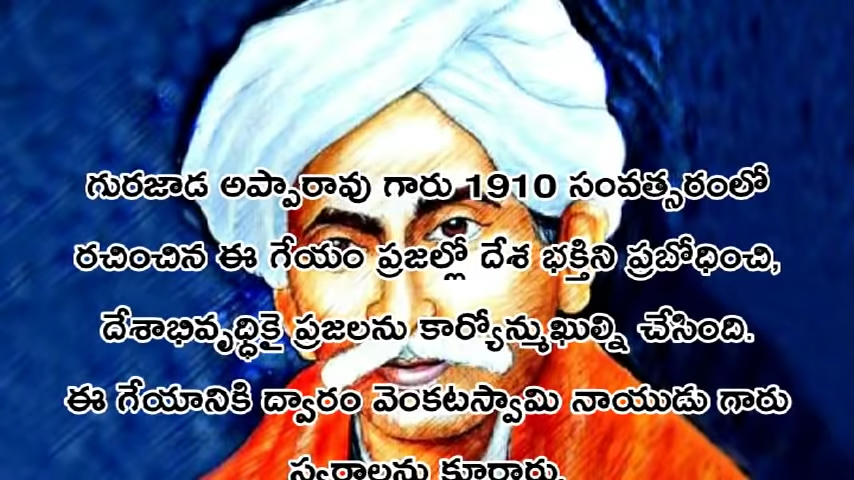 గురజాడ అప్పారావు గారు 1910 సంవత్సరంలో
రచించిన ఈ గేయం ప్రజల్లో దేశ భక్తిని ప్రబోధించి,
దేశాభివృద్ధికై ప్రజలను కార్యోన్ముఖుల్ని చేసింది.
ఈ గేయానికి ద్వారం వెంకటస్వామి నాయుడు గారు
స్వరాలను కూర్చారు.